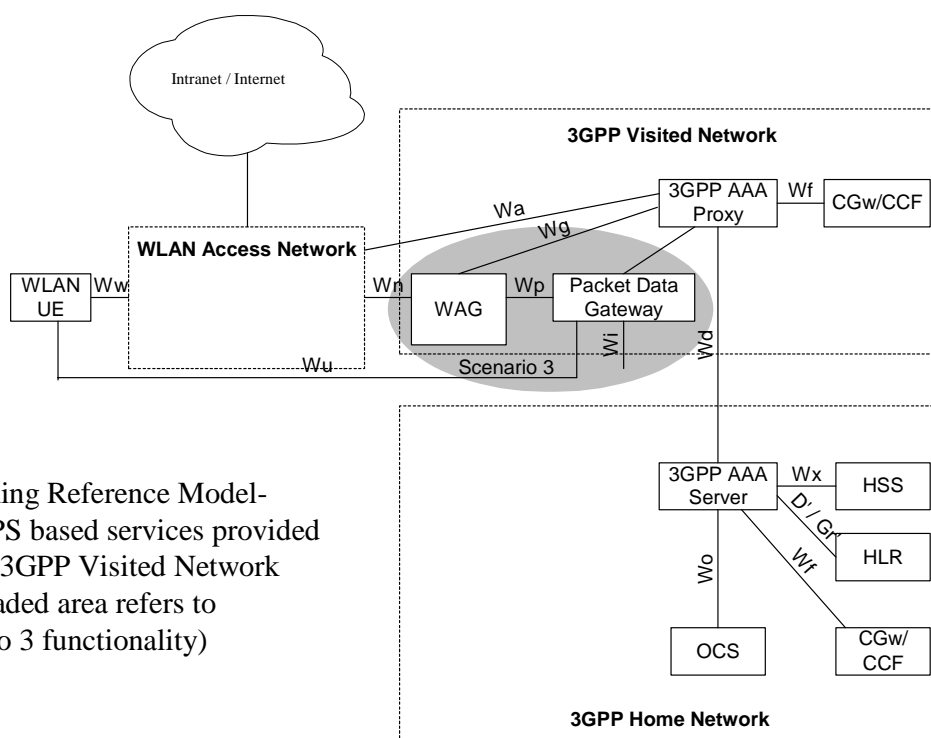 Intranet / Internet
3GPP Visited Network
3GPP AAA
Proxy
Wf
CGw/CCF
Wa
Wg
WLAN Access Network
WLAN
UE
Ww
Wn
WAG
Wp
Packet Data
Gateway
Wi
Wd
Wu
Scenario 3
ing Reference Model-
PS based services provided
3GPP Visited Network
aded area refers to
o 3 functionality)
3GPP AAA
Server
Wx
HSS
D' / Gr'
HLR
Wf
Wo
OCS
CGw/
CCF
3GPP Home Network